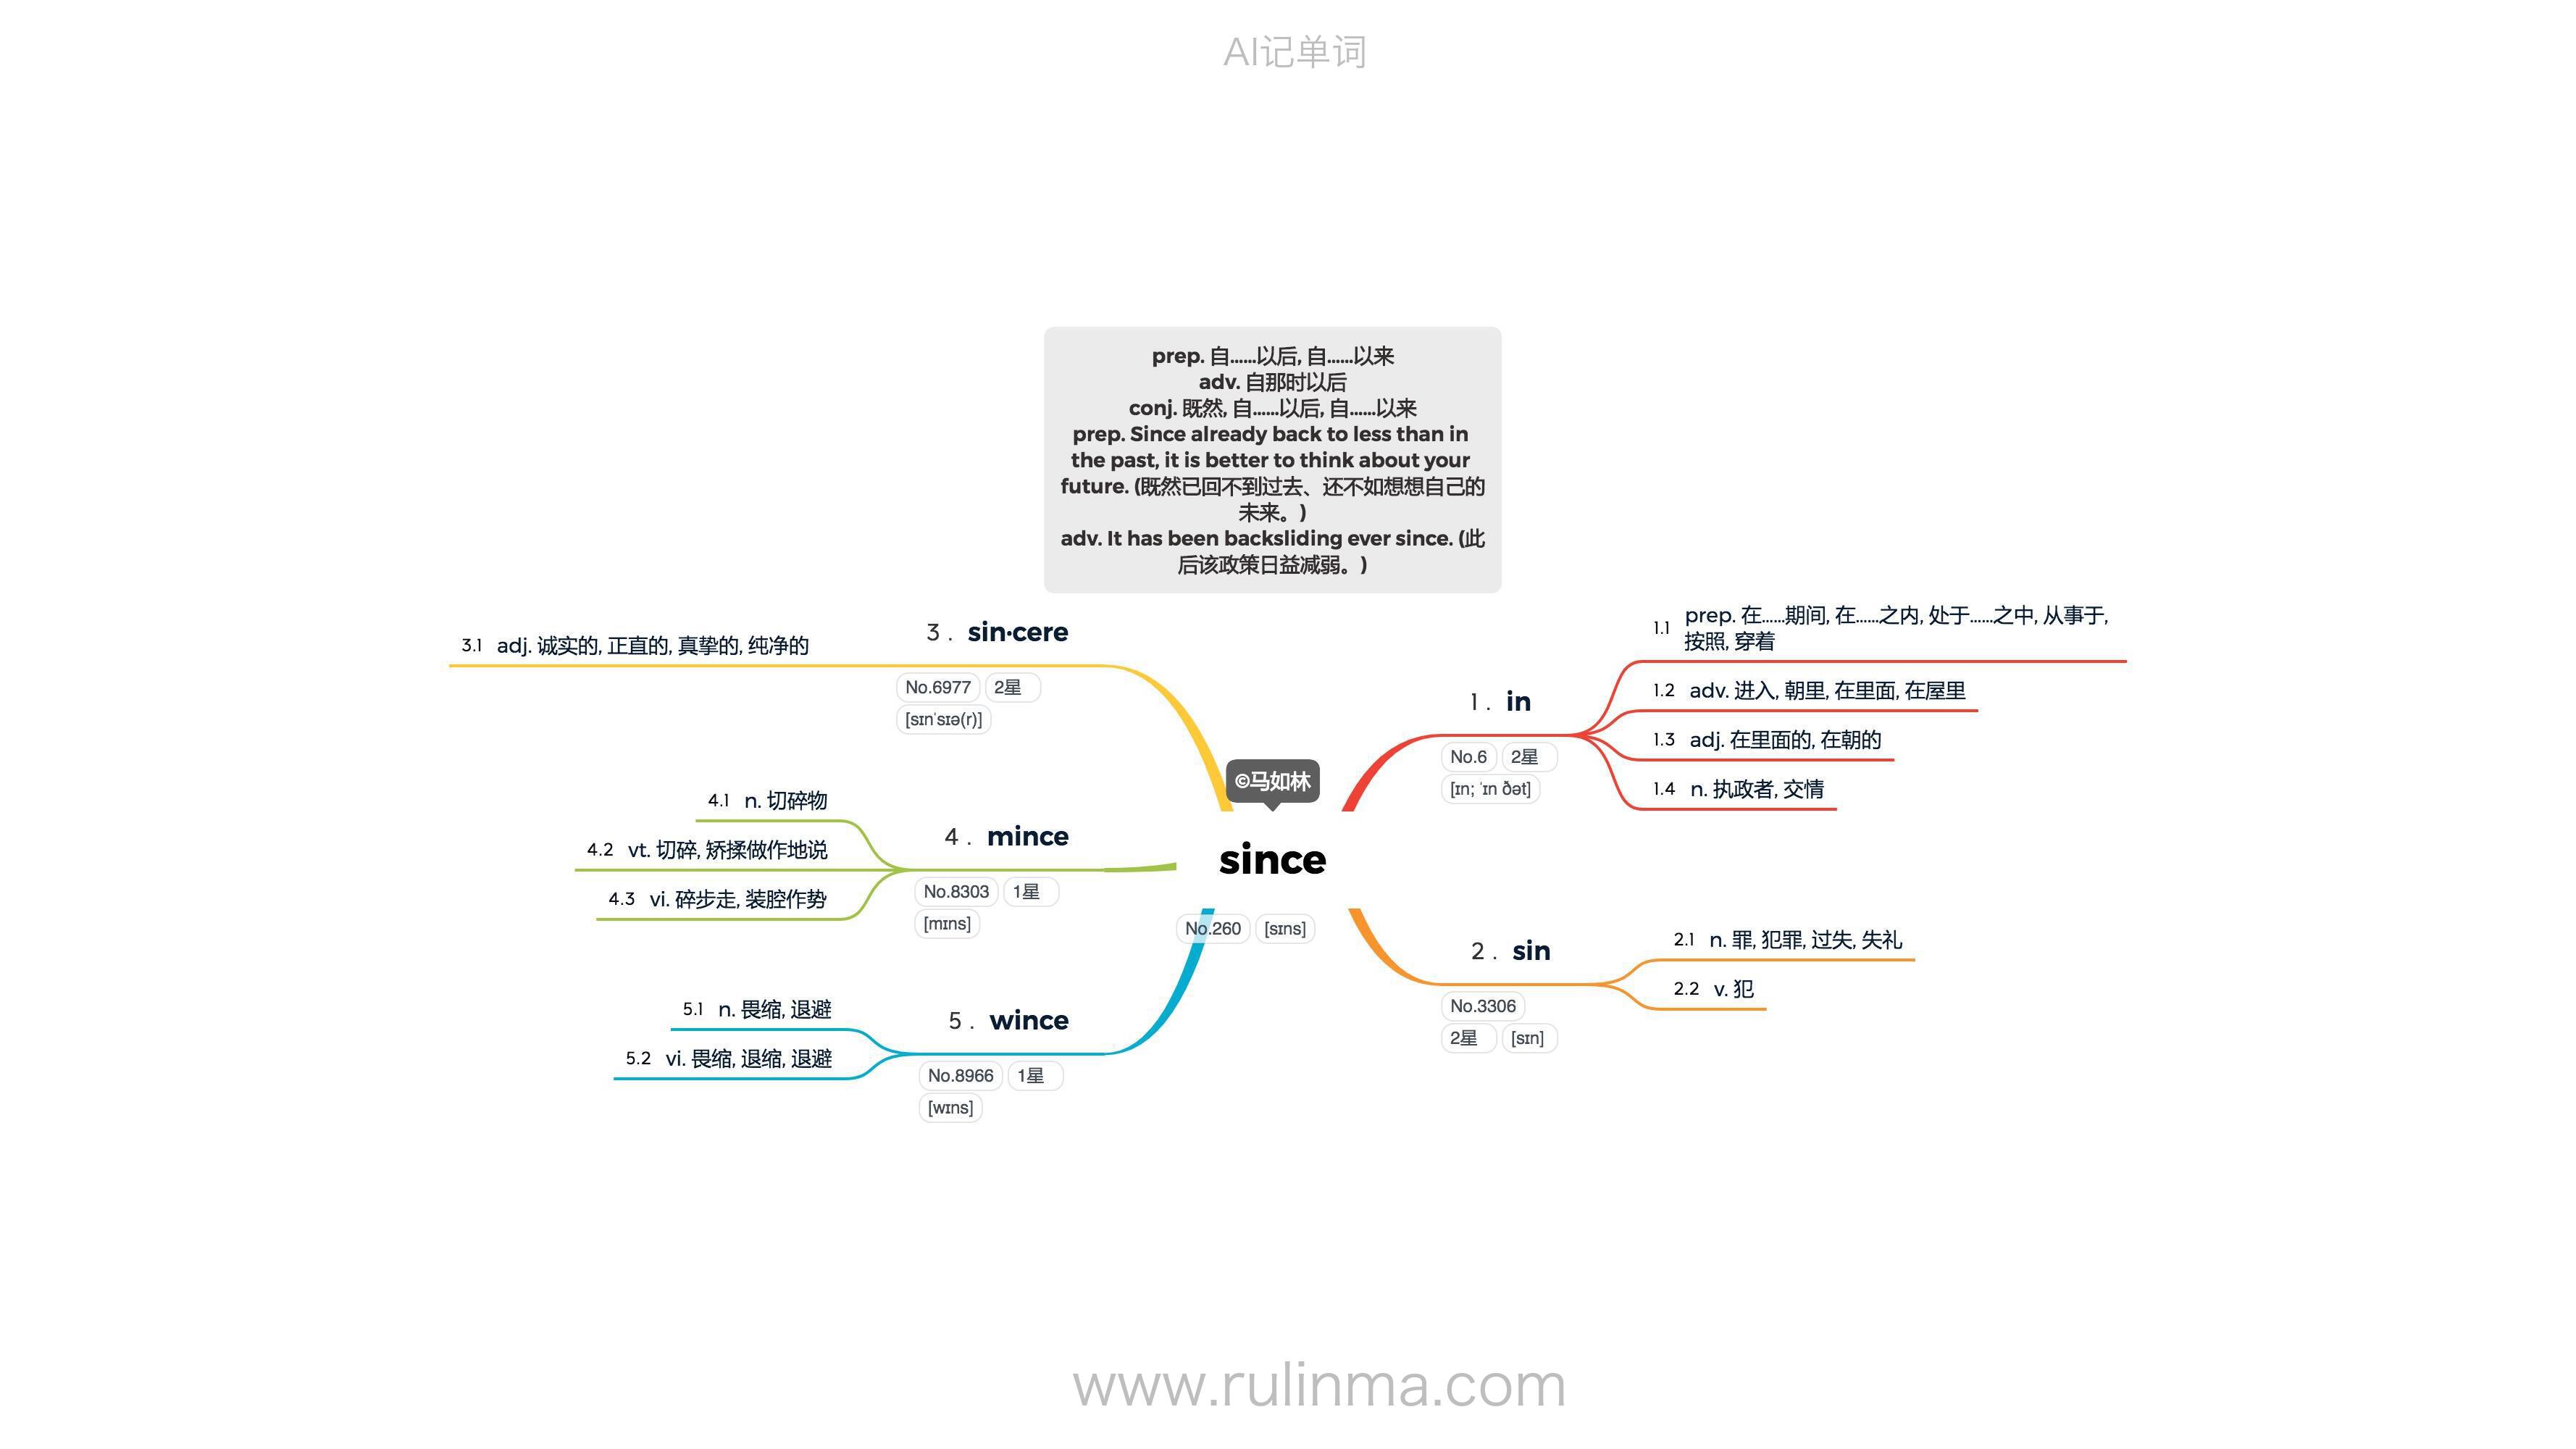 AI记单词
prep. 自......以后, 自......以来
adv. 自那时以后
conj. 既然, 自......以后, 自......以来
prep. Since already back to less than in
the past, it is better to think about your
future. (既然已回不到过去、还不如想想自己的
未来。)
adv. It has been backsliding ever since. (此
后该政策日益减弱。)
©马如林
since
No.260 [sɪns]
1 . in
No.6 2星
[ɪn; ˈɪn ðət]
1.1 prep. 在......期间, 在......之内, 处于......之中, 从事于,
按照, 穿着
1.2 adv. 进入, 朝里, 在里面, 在屋里
1.3 adj. 在里面的, 在朝的
1.4 n. 执政者, 交情
2 . sin
No.3306
2星 [sɪn]
2.1 n. 罪, 犯罪, 过失, 失礼
2.2 v. 犯
3 . sin·cere
No.6977 2星
[sɪnˈsɪə(r)]
3.1 adj. 诚实的, 正直的, 真挚的, 纯净的
4 . mince
No.8303 1星
[mɪns]
4.1 n. 切碎物
4.2 vt. 切碎, 矫揉做作地说
4.3 vi. 碎步走, 装腔作势
5 . wince
No.8966 1星
[wɪns]
5.1 n. 畏缩, 退避
5.2 vi. 畏缩, 退缩, 退避
www.rulinma.com